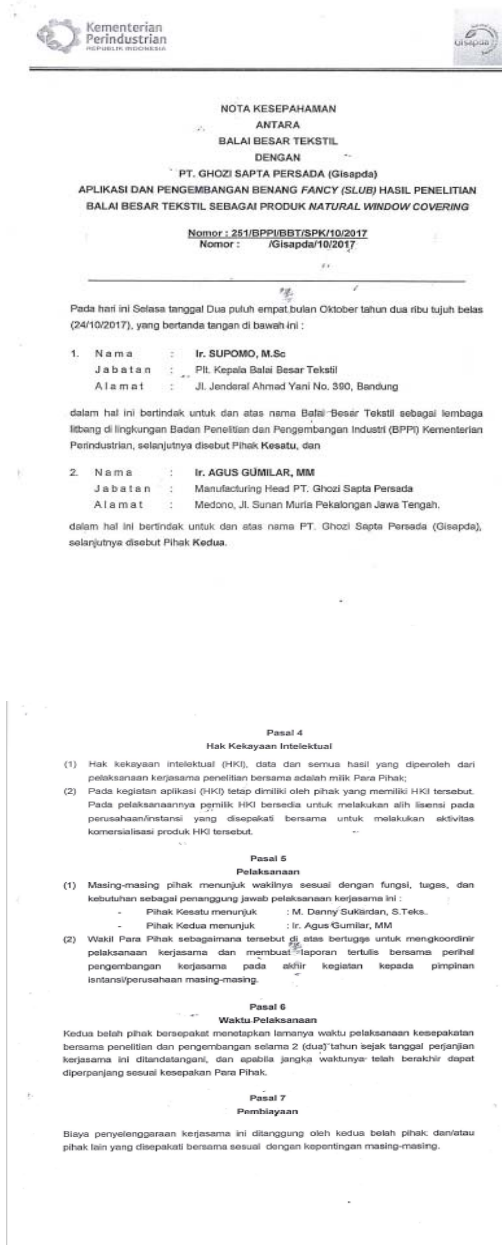 Kementerian
Perindustrian
REPUBLIK INDONESIA
Gisapda
NOTA KESEPAHAMAN
ANTARA
BALAI BESAR TEKSTIL
DENGAN
PT. GHOZI SAPTA PERSADA (Gisapda)
APLIKASI DAN PENGEMBANGAN BENANG FANCY (SLUB) HASIL PENELITIAN
BALAI BESAR TEKSTIL SEBAGAI PRODUK NATURAL WINDOW COVERING
Nomor : 251/BPPI/BBT/SPK/10/2017
Nomor : /Gisapda/10/2017
Pada hari ini Selasa tanggal Dua puluh empat bulan Oktober tahun dua ribu tujuh belas
(24/10/2017), yang bertanda tangan di bawah ini :
1. N a m a : Ir. SUPOMO, M.Sc
J a b a t a n : Plt. Kepala Balai Besar Tekstil
A l a m a t : Jl. Jenderal Ahmad Yani No. 390, Bandung
dalam hal ini bertindak untuk dan atas nama Balai Besar Tekstil sebagai lembaga
litbang di lingkungan Badan Penelitian dan Pengembangan Industri (BPPI) Kementerian
Perindustrian, selanjutnya disebut Pihak Kesatu, dan
2. N a m a : Ir. AGUS GUMILAR, MM
J a b a t a n : Manufacturing Head PT. Ghozi Sapta Persada
A l a m a t : Medono, Jl. Sunan Muria Pekalongan Jawa Tengah.
dalam hal ini bertindak untuk dan atas nama PT. Ghozi Sapta Persada (Gisapda),
selanjutnya disebut Pihak Kedua.
Pasal 4
Hak Kekayaan Intelektual
(1) Hak kekayaan intelektual (HKI), data dan semua hasil yang diperoleh dari
pelaksanaan kerjasama penelitian bersama adalah milik Para Pihak;
(2) Pada kegiatan aplikasi (HKI) tetap dimiliki oleh pihak yang memiliki HKI tersebut.
Pada pelaksanaannya pemilik HKI bersedia untuk melakukan alih lisensi pada
perusahaan/instansi yang disepakati bersama untuk melakukan aktivitas
komersialisasi produk HKI tersebut.
Pasal 5
Pelaksanaan
(1) Masing-masing pihak menunjuk wakilnya sesuai dengan fungsi, tugas, dan
kebutuhan sebagai penanggung jawab pelaksanaan kerjasama ini :
- Pihak Kesatu menunjuk : M. Danny Sukardan, S.Teks.
- Pihak Kedua menunjuk : Ir. Agus Gumilar, MM
(2) Wakil Para Pihak sebagaimana tersebut di atas bertugas untuk mengkoordinir
pelaksanaan kerjasama dan membuat laporan tertulis bersama perihal
pengembangan kerjasama pada akhir kegiatan kepada pimpinan
isntansi/perusahaan masing-masing.
Pasal 6
Waktu Pelaksanaan
Kedua belah pihak bersepakat menetapkan lamanya waktu pelaksanaan kesepakatan
bersama penelitian dan pengembangan selama 2 (dua) tahun sejak tanggal perjanjian
kerjasama ini ditandatangani, dan apabila jangka waktunya telah berakhir dapat
diperpanjang sesuai kesepakan Para Pihak.
Pasal 7
Pembiayaan
Biaya penyelenggaraan kerjasama ini ditanggung oleh kedua belah pihak dan/atau
pihak lain yang disepakati bersama sesuai dengan kepentingan masing-masing.